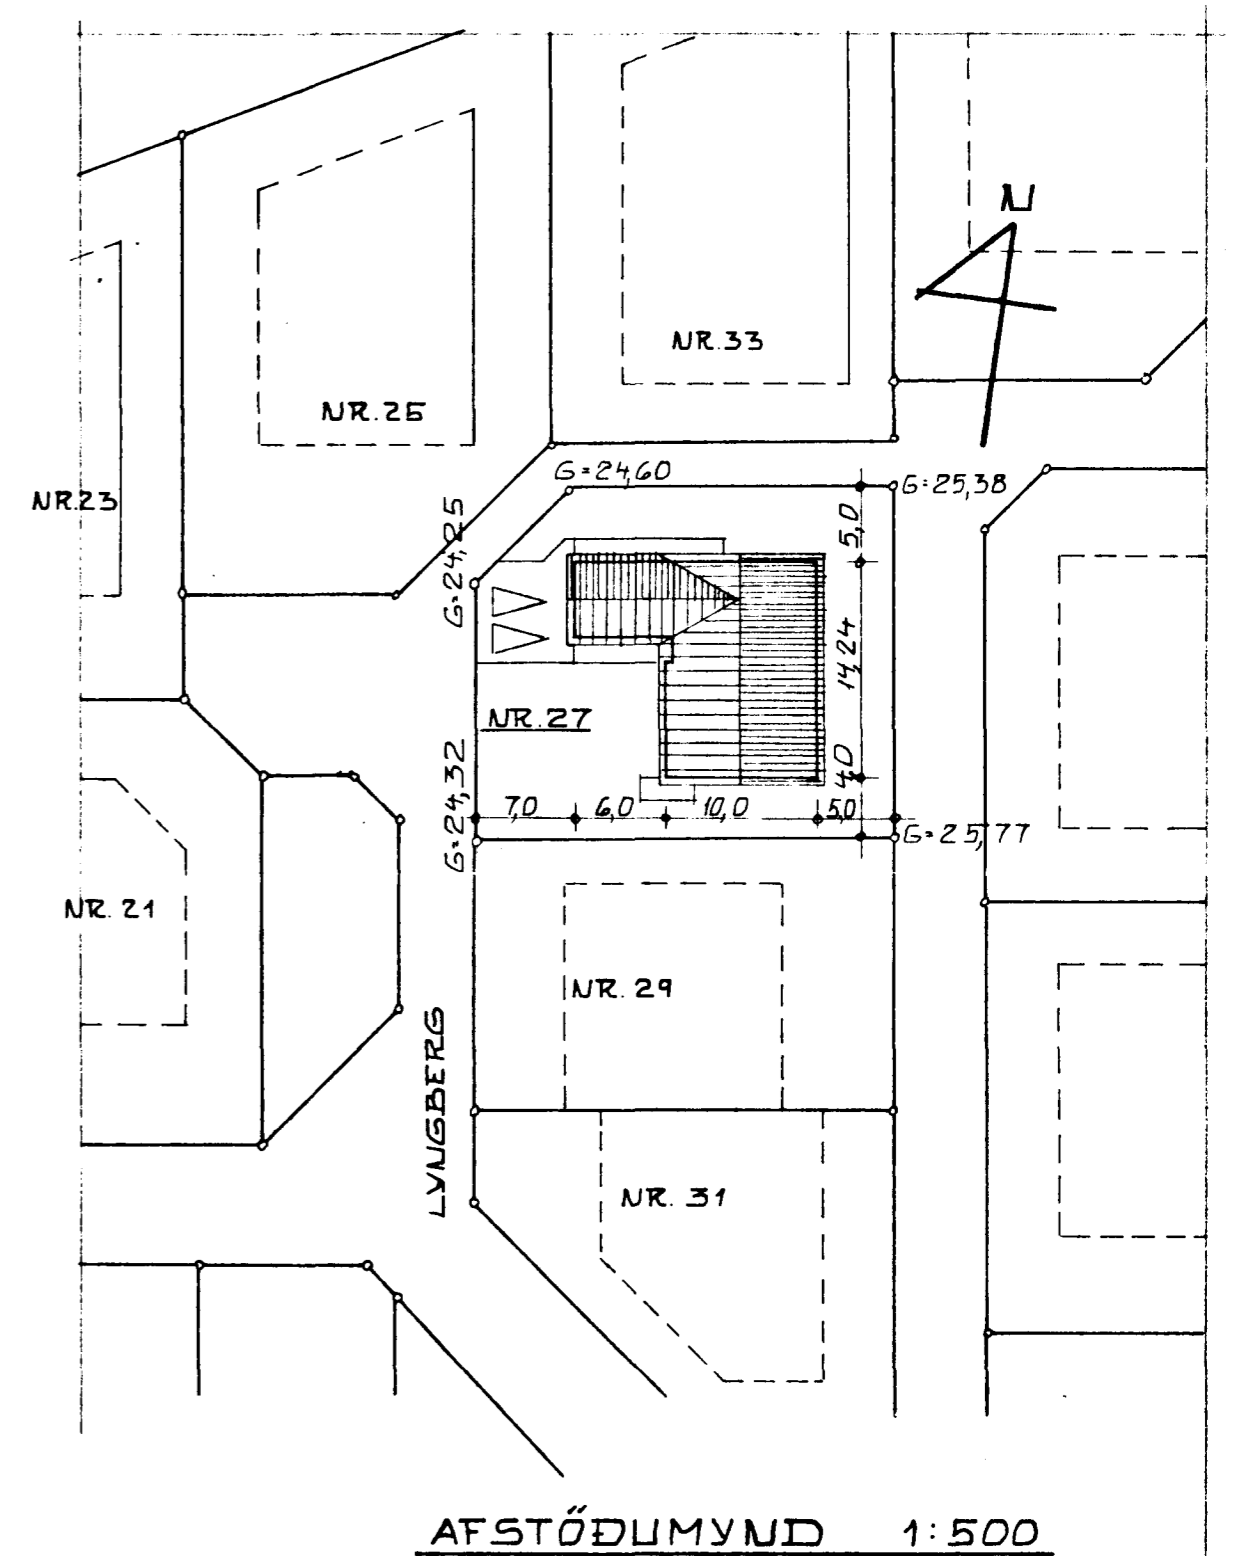 N
NR.33
NR.25
NR.23
G=24,60
G=25,38
G=24,25
5,0
14,24
4,0
NR.27
G=24,32
7,0
6,0
10,0
5,0
G=25,77
NR. 21
NR. 29
LYNGBERG
NR. 31
AFSTÖÐUMYND 1:500